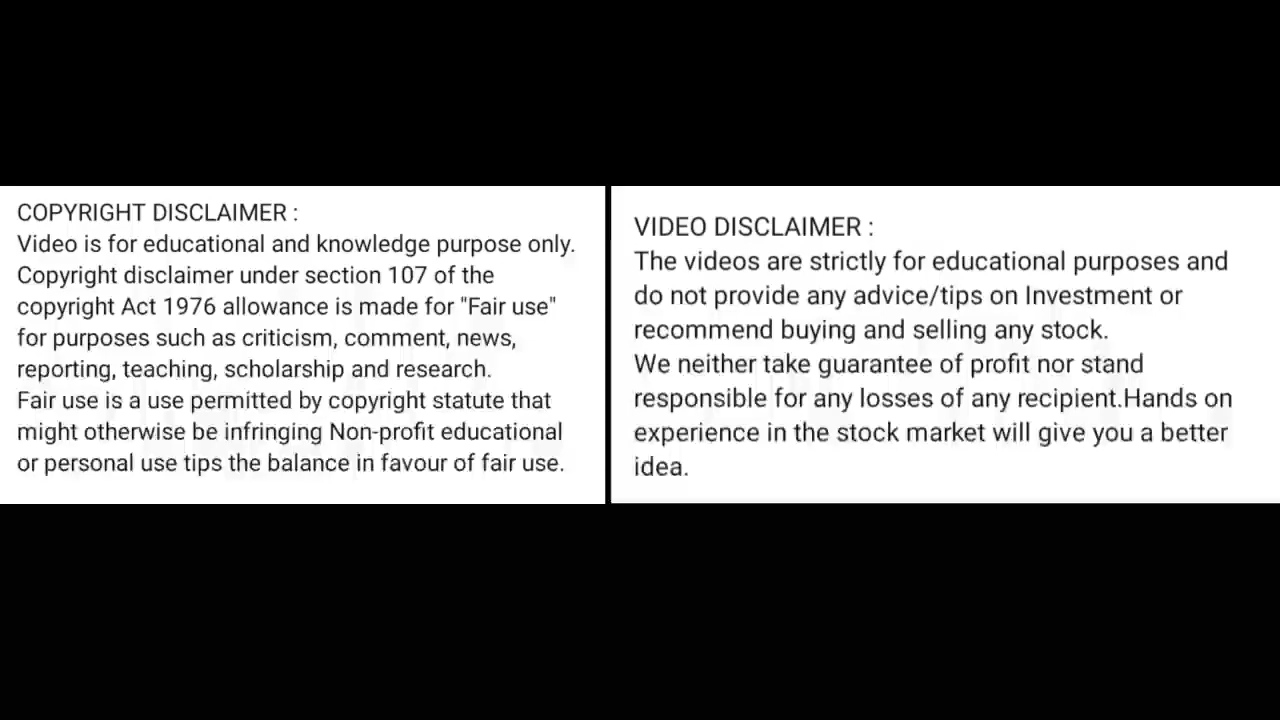 COPYRIGHT DISCLAIMER :
Video is for educational and knowledge purpose only.
Copyright disclaimer under section 107 of the
copyright Act 1976 allowance is made for "Fair use"
for purposes such as criticism, comment, news,
reporting, teaching, scholarship and research.
Fair use is a use permitted by copyright statute that
might otherwise be infringing Non-profit educational
or personal use tips the balance in favour of fair use.
VIDEO DISCLAIMER :
The videos are strictly for educational purposes and
do not provide any advice/tips on Investment or
recommend buying and selling any stock.
We neither take guarantee of profit nor stand
responsible for any losses of any recipient.Hands on
experience in the stock market will give you a better
idea.